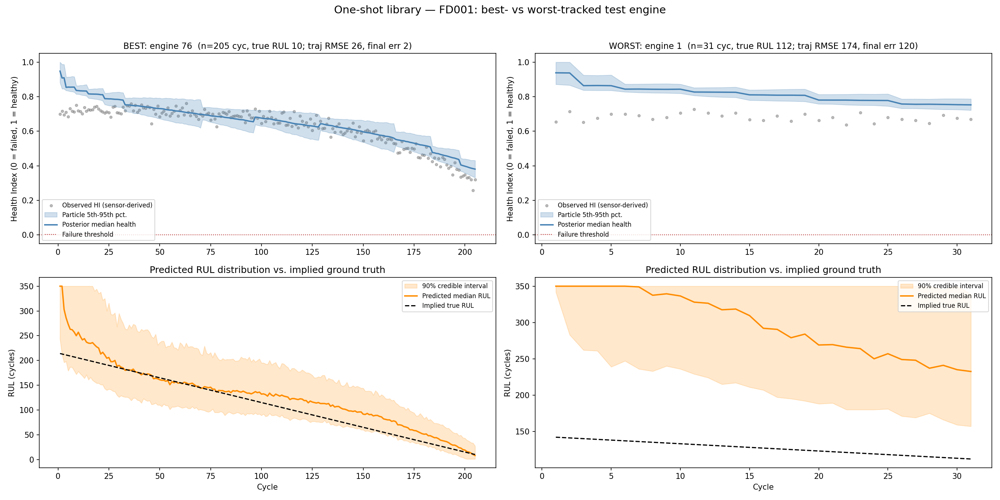 One-shot library — FD001: best- vs worst-tracked test engine
BEST: engine 76  (n=205 cyc, true RUL 10; traj RMSE 26, final err 2)
Health Index (0 = failed, 1 = healthy)
1.0
0.8
0.6
0.4
0.2
0.0
Observed HI (sensor-derived)
Particle 5th-95th pct.
Posterior median health
Failure threshold
0 25 50 75 100 125 150 175 200
WORST: engine 1  (n=31 cyc, true RUL 112; traj RMSE 174, final err 120)
Health Index (0 = failed, 1 = healthy)
1.0
0.8
0.6
0.4
0.2
0.0
Observed HI (sensor-derived)
Particle 5th-95th pct.
Posterior median health
Failure threshold
0 5 10 15 20 25 30
Predicted RUL distribution vs. implied ground truth
RUL (cycles)
350
300
250
200
150
100
50
0
90% credible interval
Predicted median RUL
Implied true RUL
0 25 50 75 100 125 150 175 200
Cycle
Predicted RUL distribution vs. implied ground truth
RUL (cycles)
350
300
250
200
150
90% credible interval
Predicted median RUL
Implied true RUL
0 5 10 15 20 25 30
Cycle